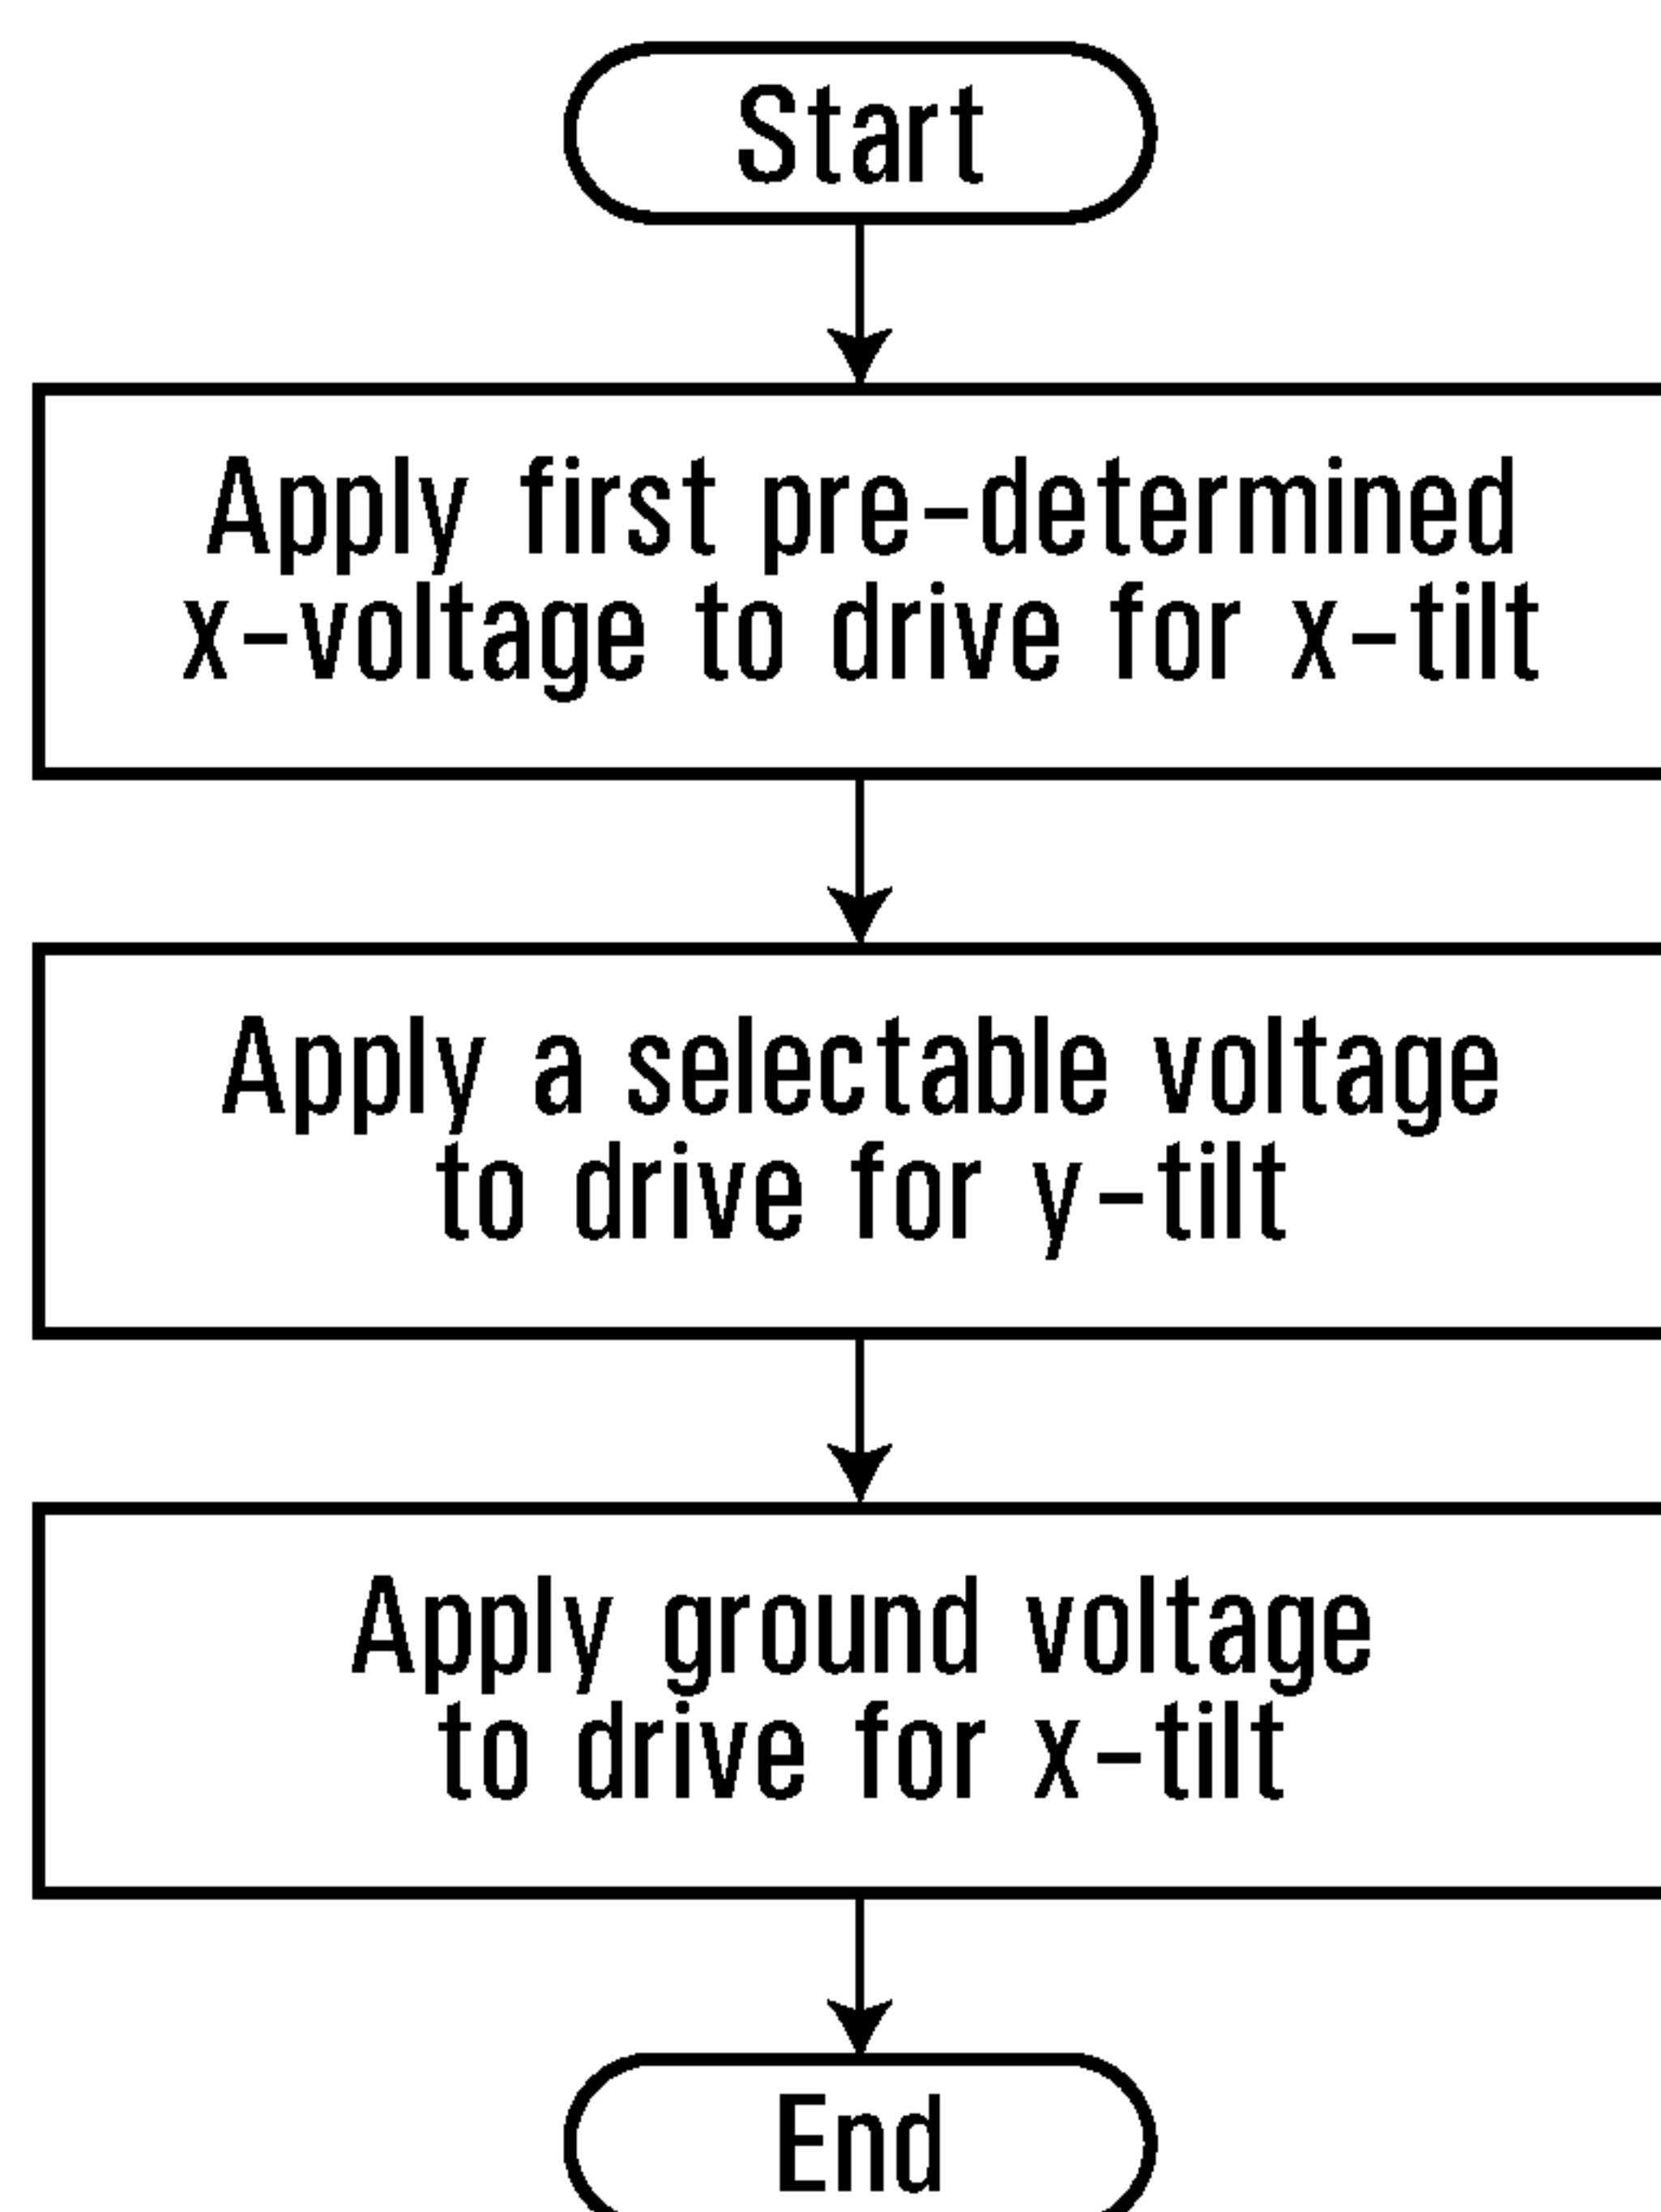 Start
Apply first pre-determined
x-voltage to drive for x-tilt
Apply a selectable voltage
to drive for y-tilt
Apply ground voltage
to drive for x-tilt
End